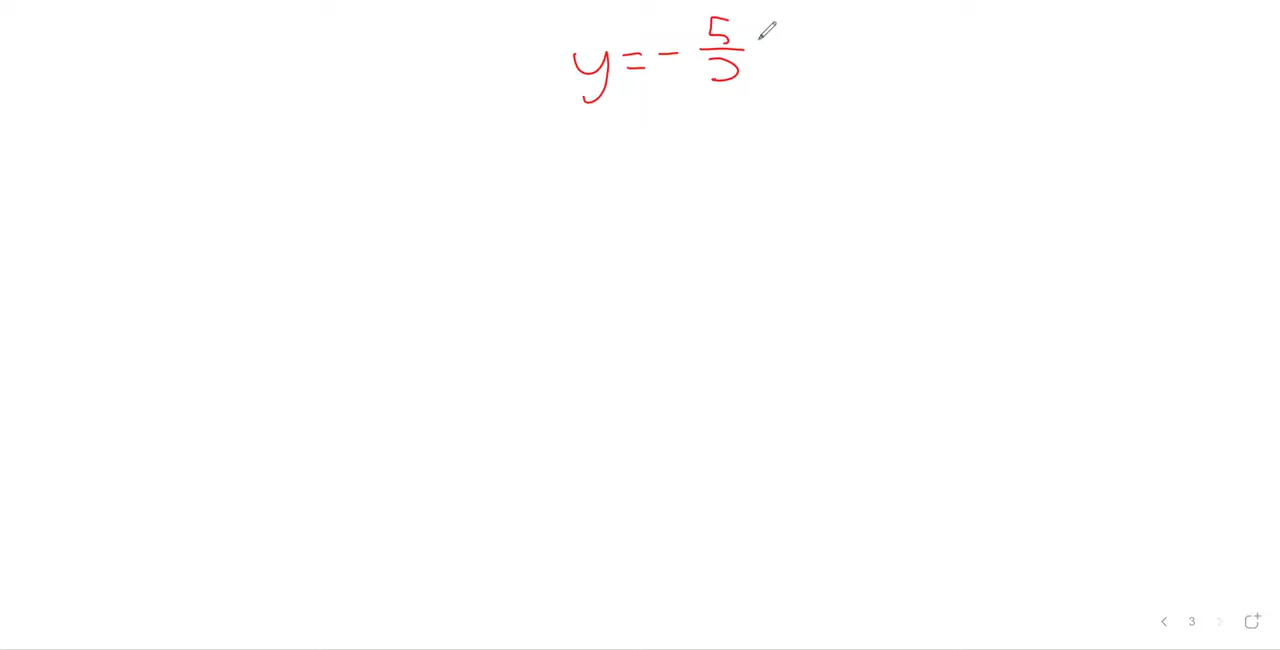 y = - 5/
3